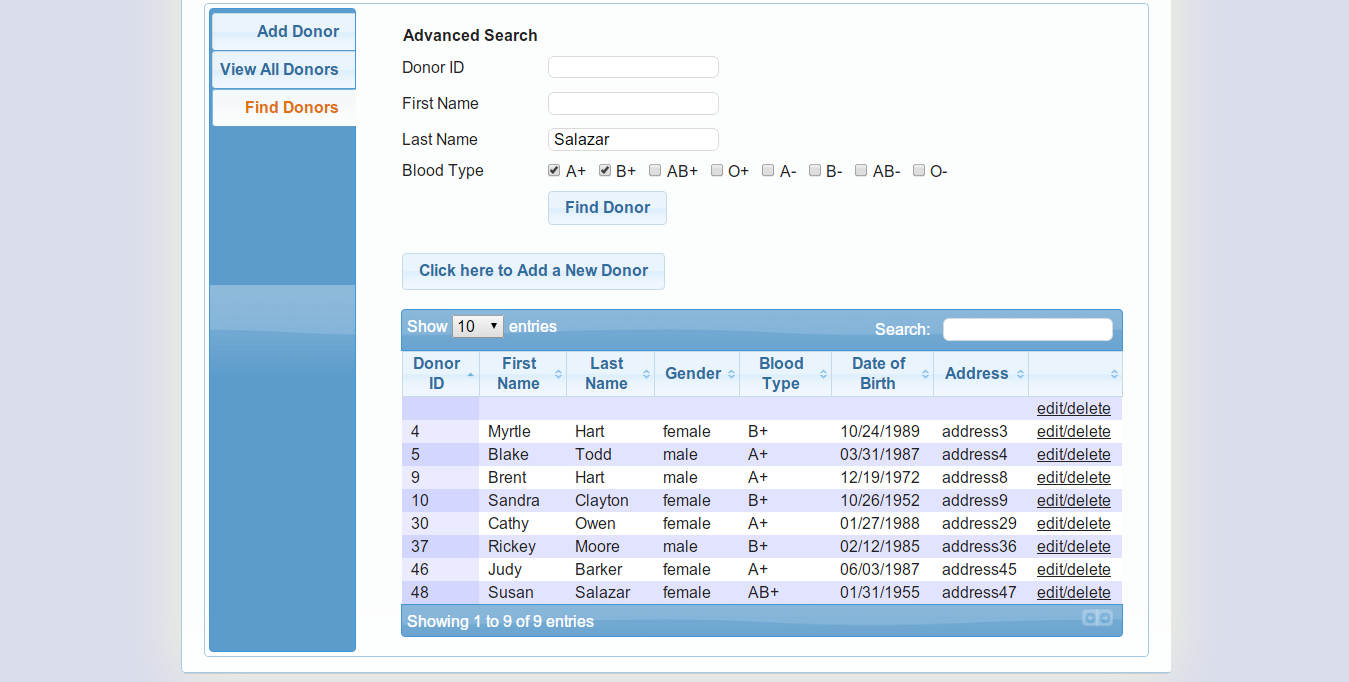 Add Donor
View All Donors
Find Donors
Advanced Search
Donor ID
First Name
Last Name Salazar
Blood Type A+ B+ AB+ O+ A- B- AB- O-
Find Donor
Click here to Add a New Donor
Show 10 entries Search:
Donor ID First Name Last Name Gender Blood Type Date of Birth Address
edit/delete
4 Myrtle Hart female B+ 10/24/1989 address3 edit/delete
5 Blake Todd male A+ 03/31/1987 address4 edit/delete
9 Brent Hart male A+ 12/19/1972 address8 edit/delete
10 Sandra Clayton female B+ 10/26/1952 address9 edit/delete
30 Cathy Owen female A+ 01/27/1988 address29 edit/delete
37 Rickey Moore male B+ 02/12/1985 address36 edit/delete
46 Judy Barker female A+ 06/03/1987 address45 edit/delete
48 Susan Salazar female AB+ 01/31/1955 address47 edit/delete
Showing 1 to 9 of 9 entries